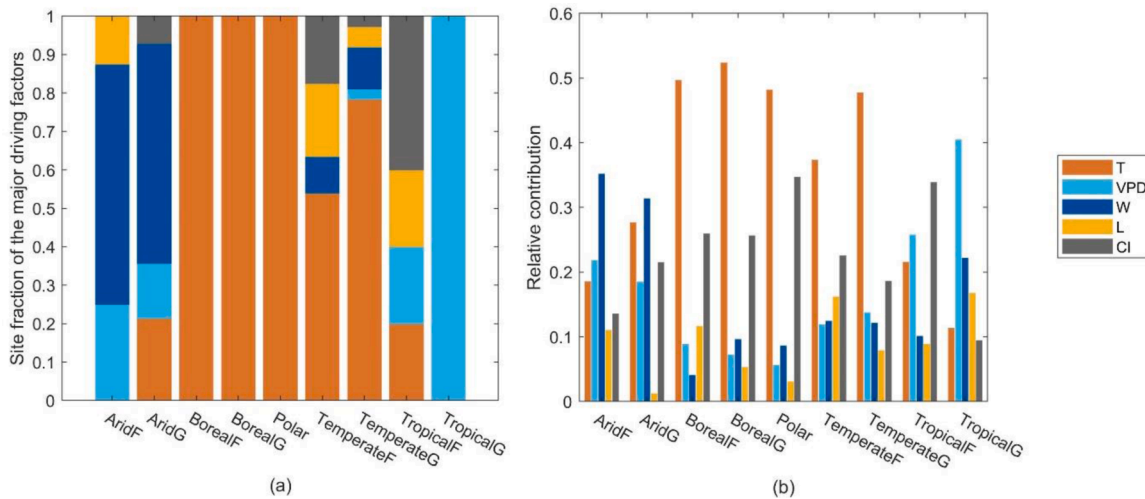 Site fraction of the major driving factors
1
0.9
0.8
0.7
0.6
0.5
0.4
0.3
0.2
0.1
0
AridF
AridG
BorealF
BorealG
Polar
TemperateF
TemperateG
TropicalF
TropicalG
(a)
Relative contribution
0.6
0.5
0.4
0.3
0.2
0.1
0
AridF
AridG
BorealF
BorealG
Polar
TemperateF
TemperateG
TropicalF
TropicalG
(b)
T
VPD
W
L
CI